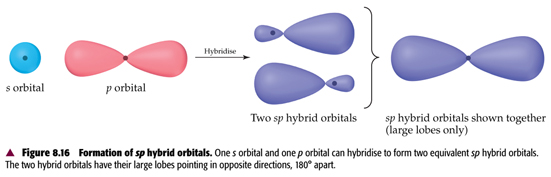 Hybridise
s orbital
p orbital
Two sp hybrid orbitals
sp hybrid orbitals shown together
(large lobes only)
▲ Figure 8.16 Formation of sp hybrid orbitals. One s orbital and one p orbital can hybridise to form two equivalent sp hybrid orbitals.
The two hybrid orbitals have their large lobes pointing in opposite directions, 180° apart.